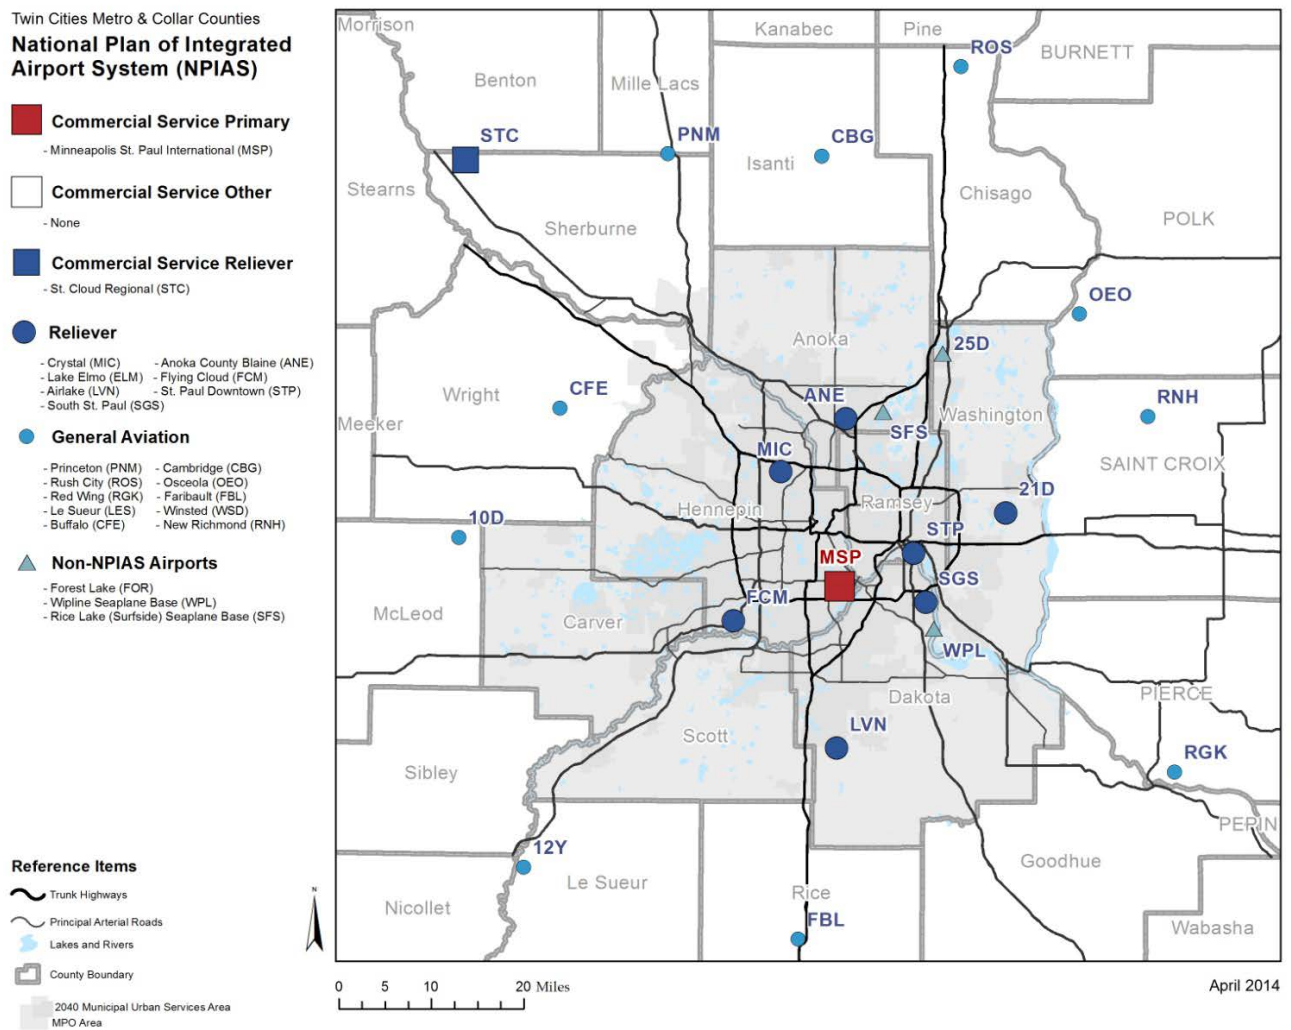 Twin Cities Metro & Collar Counties
National Plan of Integrated
Airport System (NPIAS)
Commercial Service Primary
- Minneapolis St. Paul International (MSP)
Commercial Service Other
- None
Commercial Service Reliever
- St. Cloud Regional (STC)
Reliever
- Crystal (MIC) - Anoka County Blaine (ANE)
- Lake Elmo (ELM) - Flying Cloud (FCM)
- Airlake (LVN) - St. Paul Downtown (STP)
- South St. Paul (SGS)
General Aviation
- Princeton (PNM) - Cambridge (CBG)
- Rush City (ROS) - Osceola (OEO)
- Red Wing (RGK) - Faribault (FBL)
- Le Sueur (LES) - Winsted (WSD)
- Buffalo (CFE) - New Richmond (RNH)
Non-NPIAS Airports
- Forest Lake (FOR)
- Wipline Seaplane Base (WPL)
- Rice Lake (Surfside) Seaplane Base (SFS)
Reference Items
Trunk Highways
Principal Arterial Roads
Lakes and Rivers
County Boundary
2040 Municipal Urban Services Area
MPO Area
N
Morrison
Kanabec
Pine
ROS
BURNETT
Benton
Mille Lacs
STC
PNM
CBG
Isanti
Stearns
Chisago
POLK
Sherburne
OEO
Anoka
25D
Wright
CFE
ANE
RNH
Washington
Meeker
SFS
MIC
SAINT CROIX
21D
Hennepin
Ramsey
10D
STP
MSP
SGS
FCM
McLeod
Carver
WPL
PIERCE
Dakota
LVN
Scott
RGK
Sibley
PEPIN
12Y
Goodhue
Le Sueur
Rice
Nicollet
FBL
Wabasha
0 5 10 20 Miles
April 2014